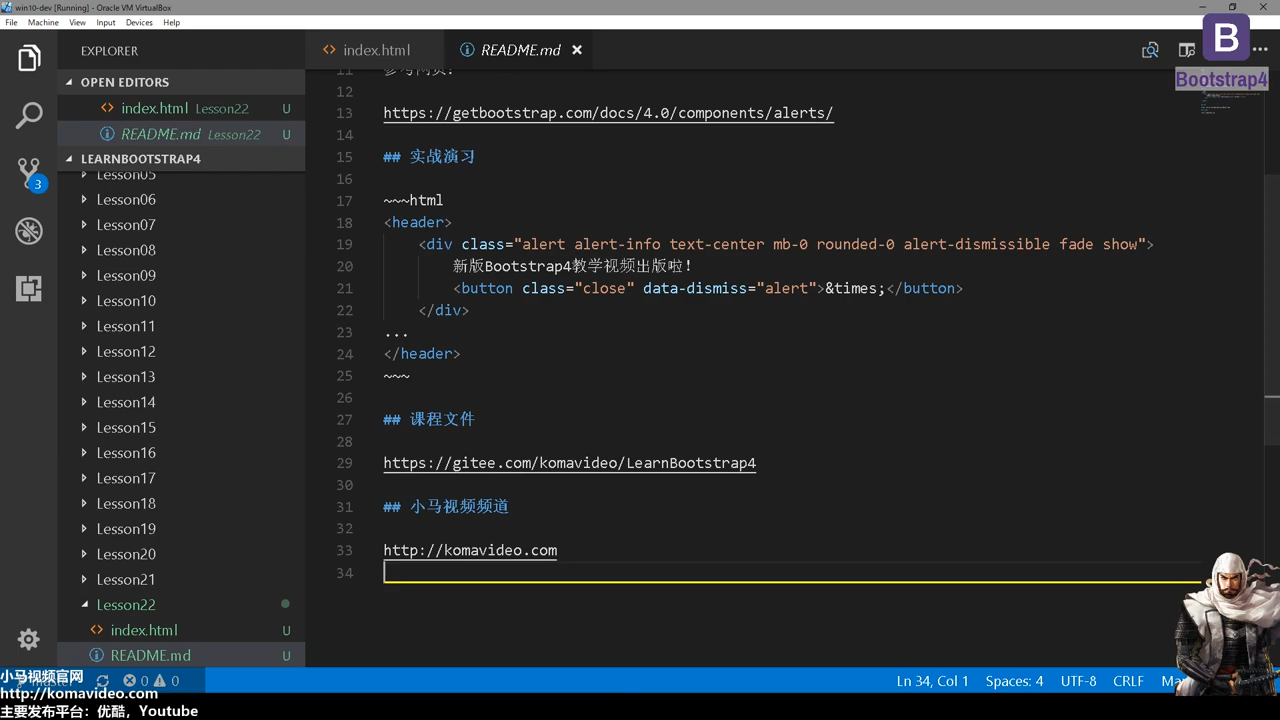 win10-dev [Running] - Oracle VM VirtualBox
File Machine View Input Devices Help
EXPLORER
index.html
README.md
B
Bootstrap4
OPEN EDITORS
index.html Lesson22 U
README.md Lesson22 U
LEARNBOOTSTRAP4
Lesson05
Lesson06
Lesson07
Lesson08
Lesson09
Lesson10
Lesson11
Lesson12
Lesson13
Lesson14
Lesson15
Lesson16
Lesson17
Lesson18
Lesson19
Lesson20
Lesson21
Lesson22
index.html U
README.md U
3
11 参考网页：
12
13 https://getbootstrap.com/docs/4.0/components/alerts/
14
15 ## 实战演习
16
17 ~~~html
18 <header>
19 <div class="alert alert-info text-center mb-0 rounded-0 alert-dismissible fade show">
20 新版Bootstrap4教学视频出版啦！
21 <button class="close" data-dismiss="alert">&times;</button>
22 </div>
23 ...
24 </header>
25 ~~~
26
27 ## 课程文件
28
29 https://gitee.com/komavideo/LearnBootstrap4
30
31 ## 小马视频频道
32
33 http://komavideo.com
34
0 0
Ln 34, Col 1 Spaces: 4 UTF-8 CRLF
小马视频官网
http://komavideo.com
主要发布平台：优酷，Youtube